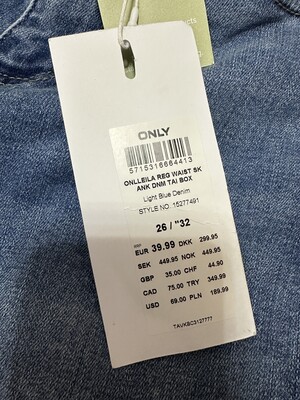 ONLY
5715316664413
ONLLEILA REG WAIST SK
ANK DNM TAI BOX
Light Blue Denim
STYLE NO. 15277491
26 / "32
RRP
EUR 39.99 DKK 299.95
SEK 449.95 NOK 449.95
GBP 35.00 CHF 44.90
CAD 75.00 TRY 349.99
USD 69.00 PLN 189.99
TAVKBC3127777